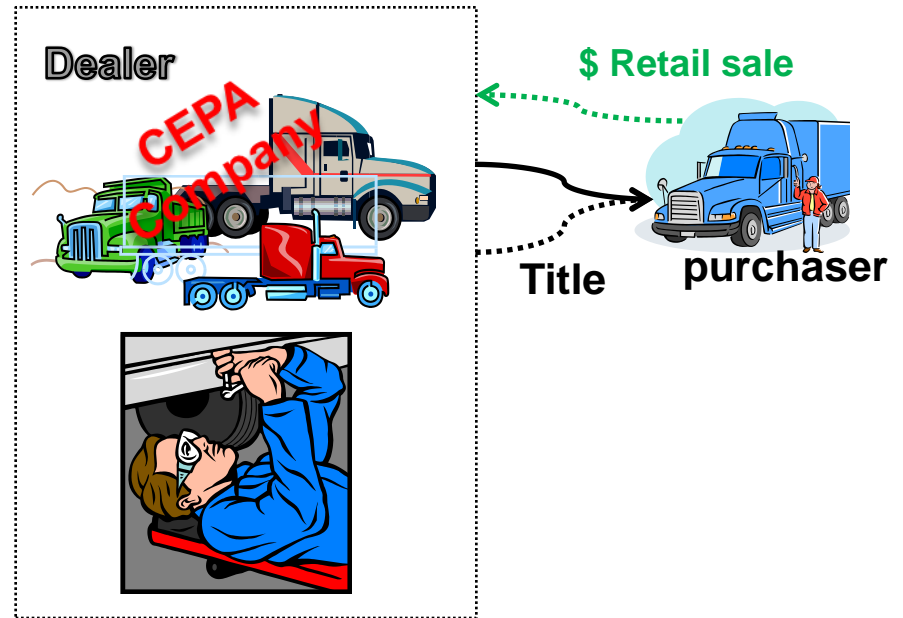 Dealer
$ Retail sale
CEPA
Company
Title
purchaser